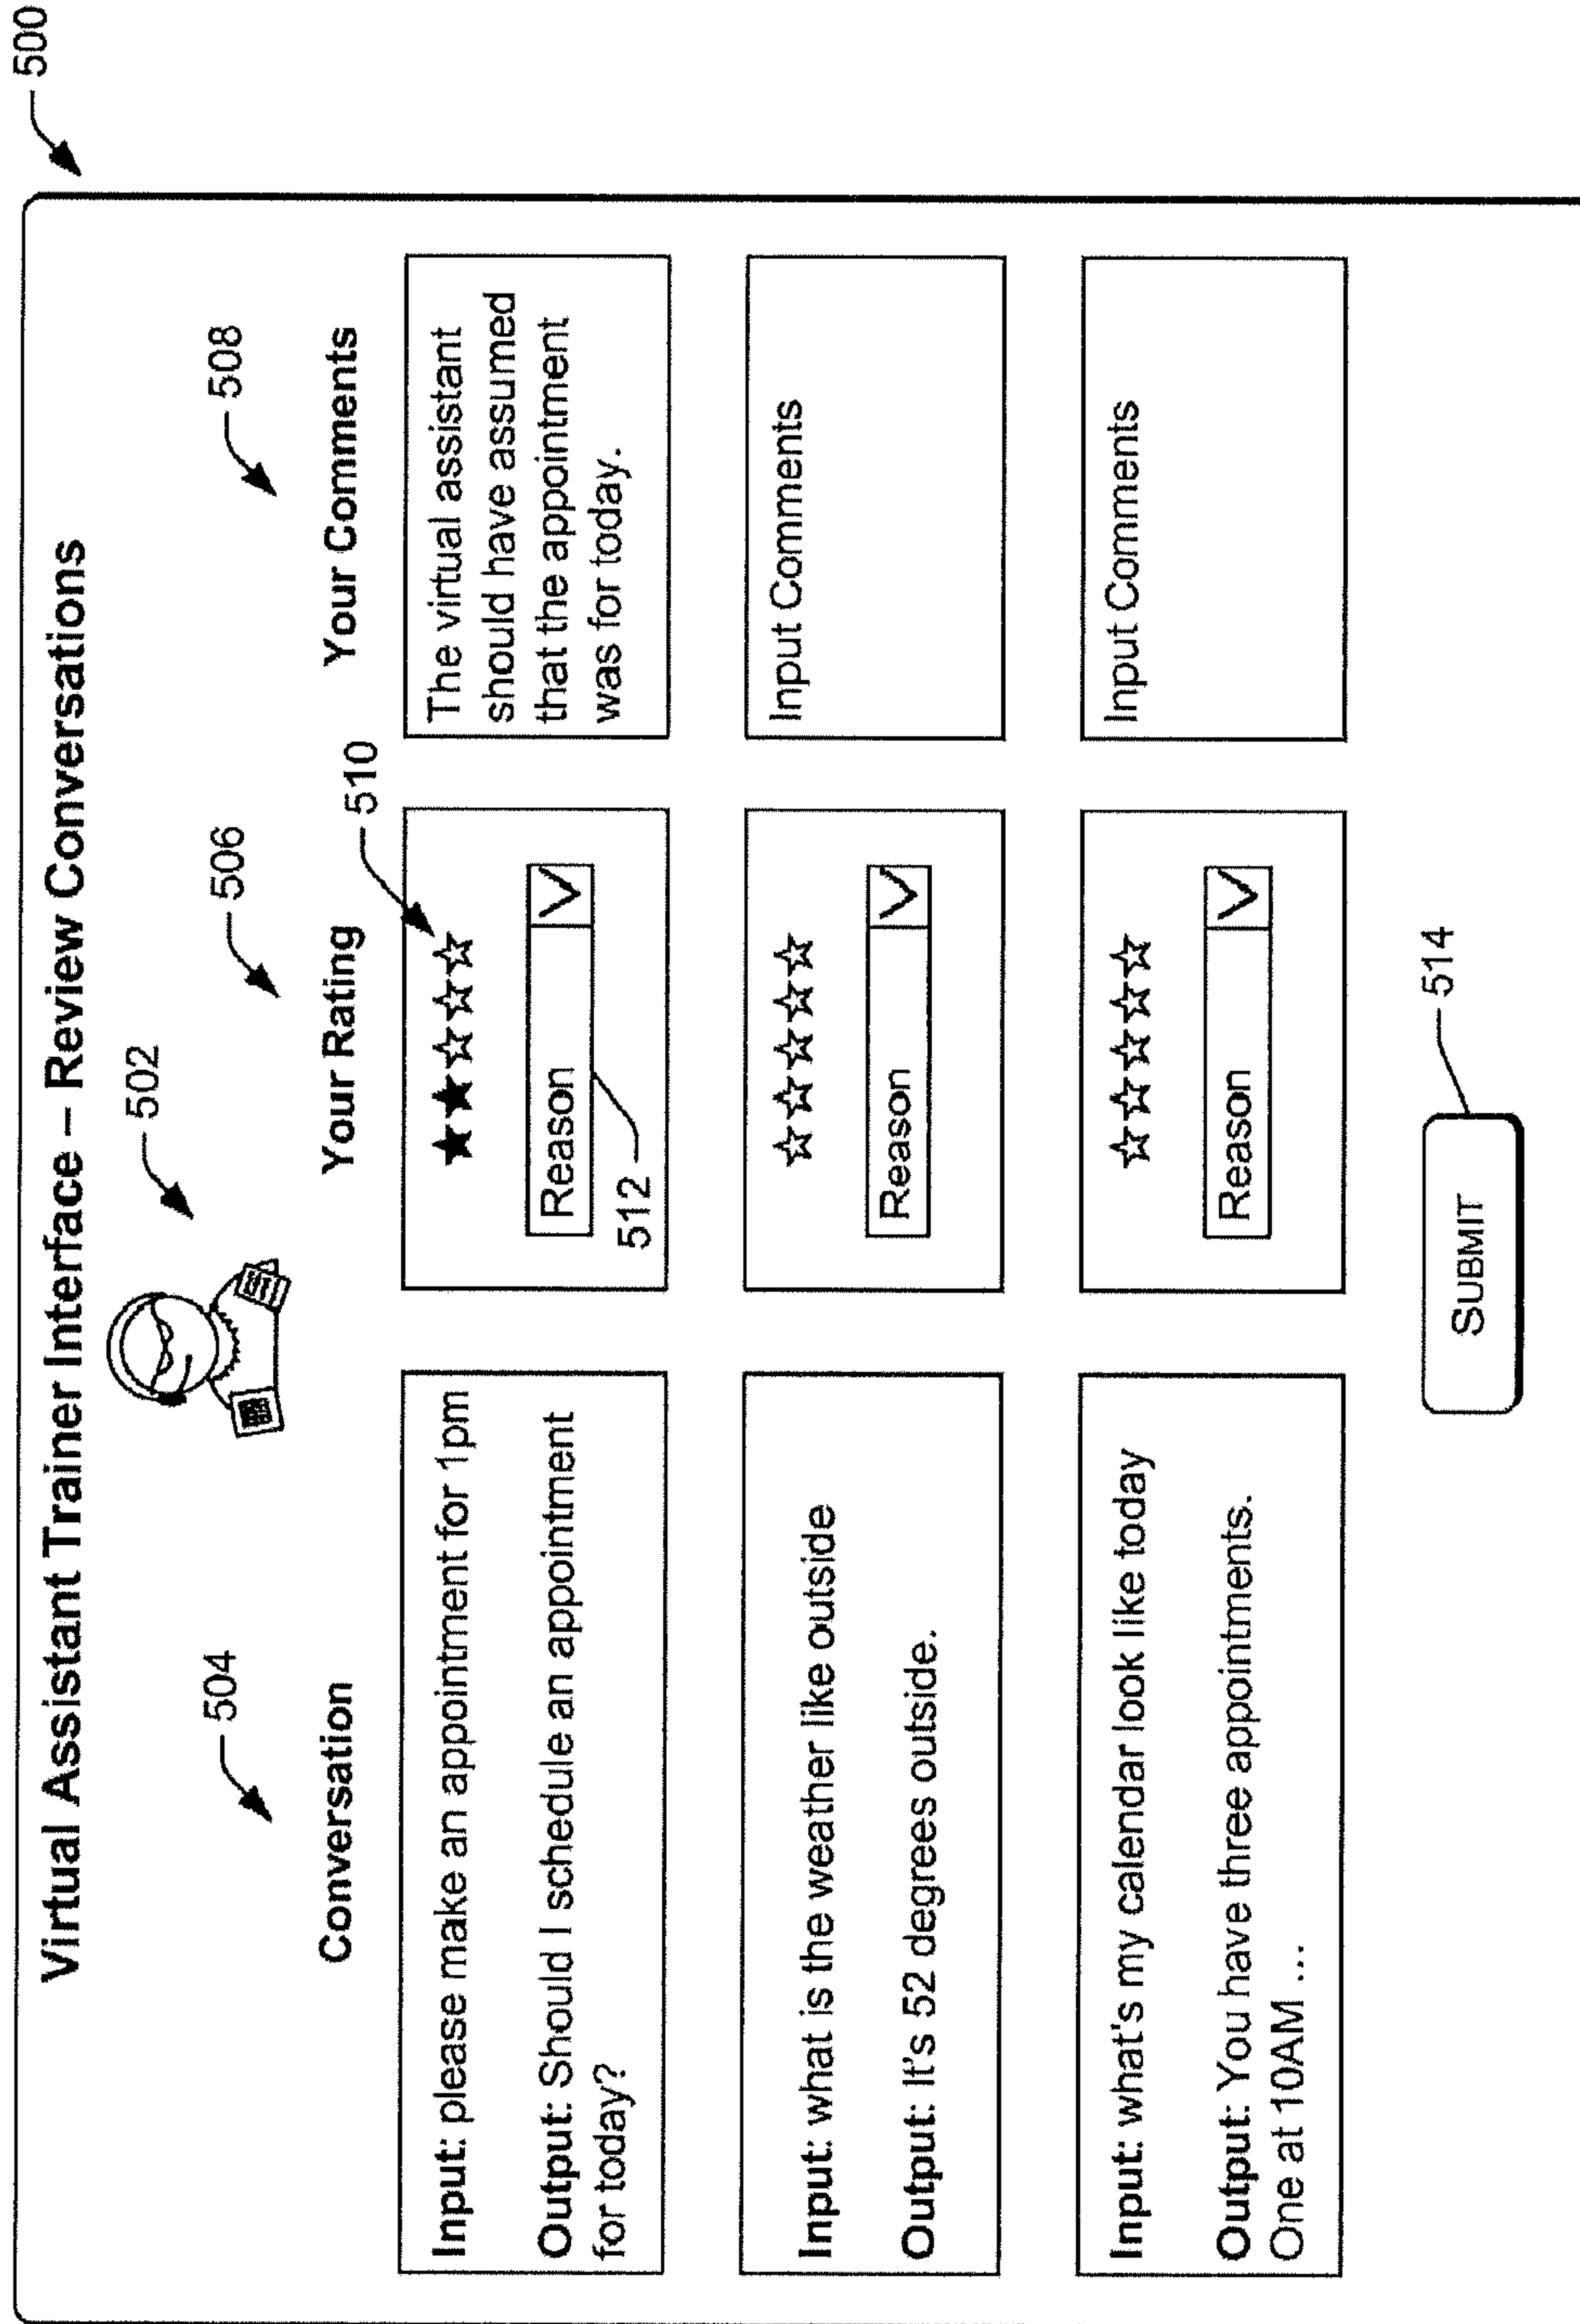 500
Virtual Assistant Trainer Interface – Review Conversations
502
504
506
508
Conversation
Your Rating
Your Comments
Input: please make an appointment for 1pm
Output: Should I schedule an appointment
for today?
510
Reason
512
The virtual assistant
should have assumed
that the appointment
was for today.
Input: what is the weather like outside
Output: It's 52 degrees outside.
Reason
Input Comments
Input: what's my calendar look like today
Output: You have three appointments.
One at 10AM ...
Reason
Input Comments
SUBMIT
514